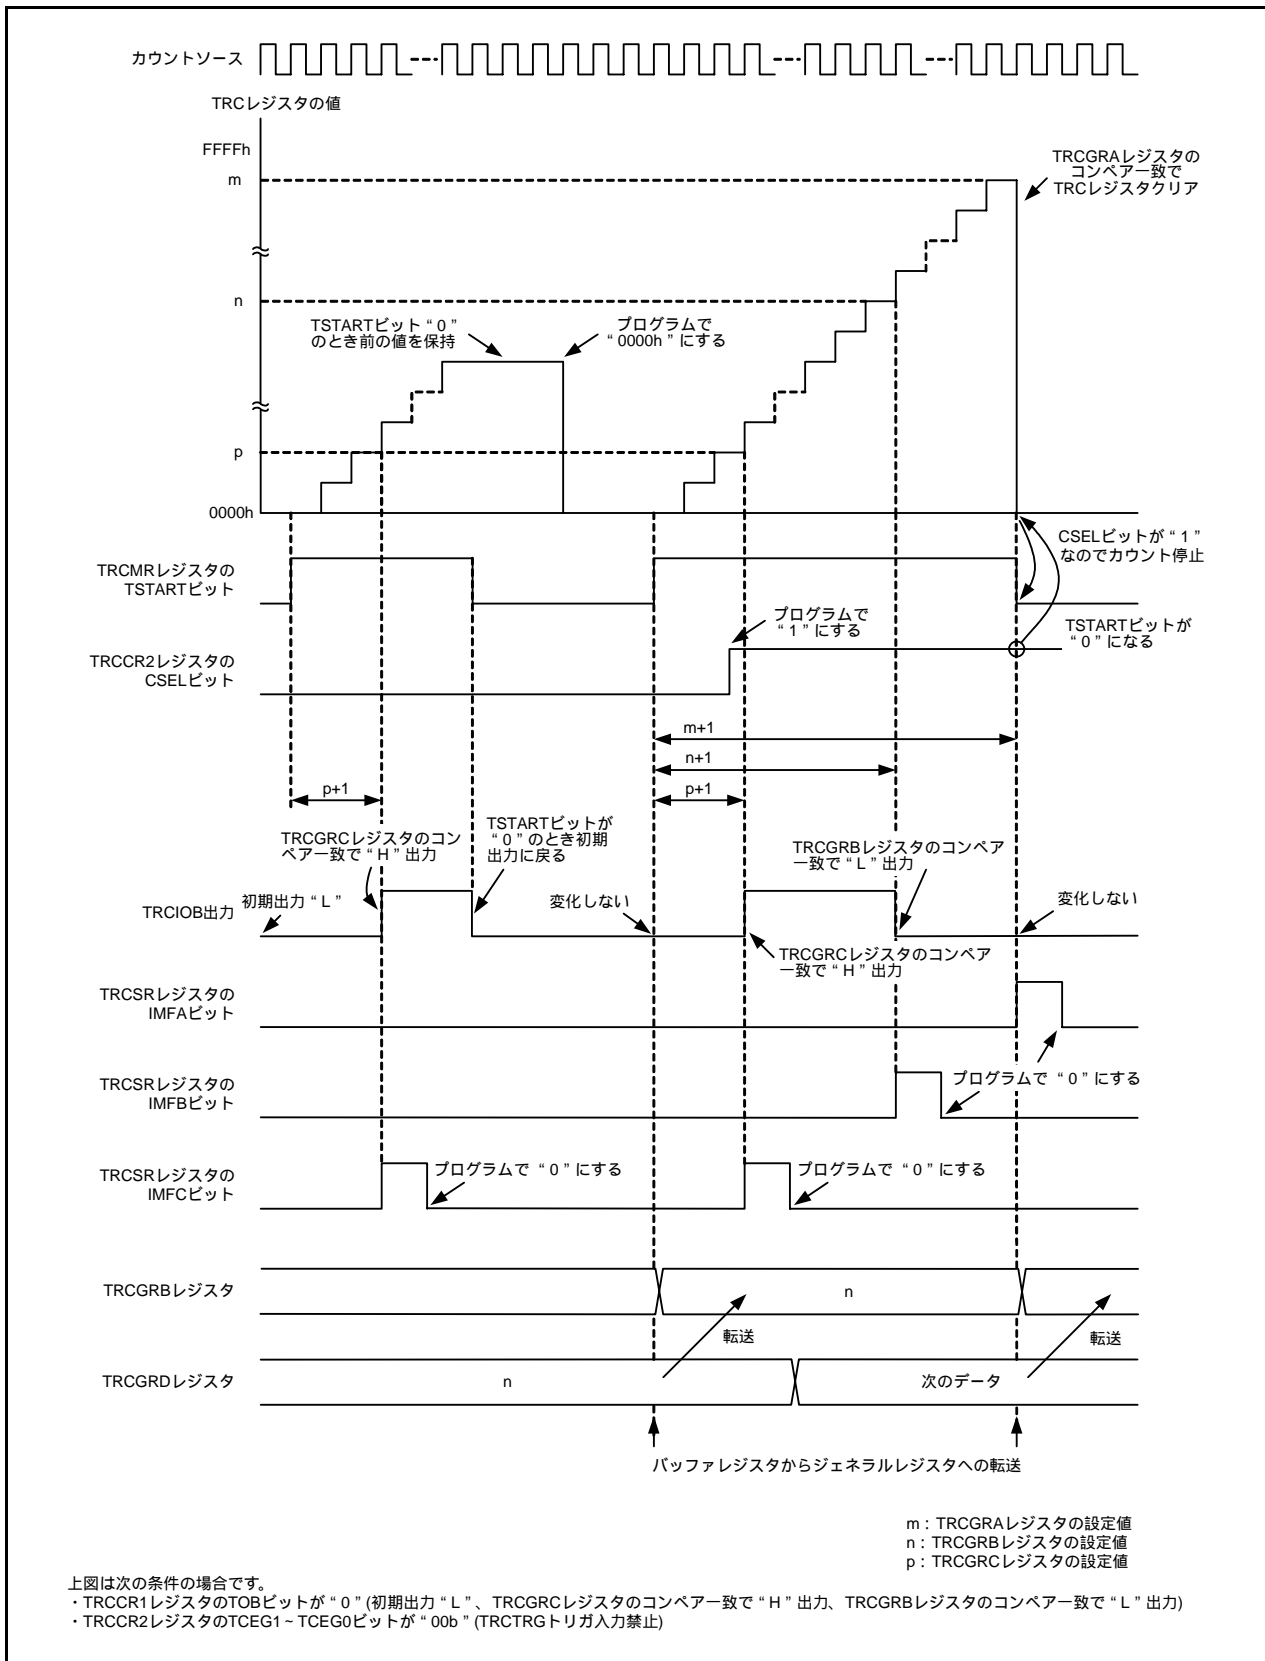 カウントソース
TRCレジスタの値
FFFFh
m
TRCGRAレジスタの
コンペア一致で
TRCレジスタクリア
n
TSTARTビット“0”
のとき前の値を保持
プログラムで
“0000h”にする
p
0000h
CSELビットが“1”
なのでカウント停止
TRCMRレジスタの
TSTARTビット
プログラムで
“1”にする
TSTARTビットが
“0”になる
TRCCR2レジスタの
CSELビット
m+1
n+1
p+1
p+1
TRCGRCレジスタのコン
ペア一致で“H”出力
TSTARTビットが
“0”のとき初期
出力に戻る
TRCGRBレジスタのコンペア
一致で“L”出力
TRCIOB出力
初期出力“L”
変化しない
変化しない
TRCGRCレジスタのコンペア
一致で“H”出力
TRCSRレジスタの
IMFAビット
プログラムで“0”にする
TRCSRレジスタの
IMFBビット
TRCSRレジスタの
IMFCビット
プログラムで“0”にする
プログラムで“0”にする
TRCGRBレジスタ
n
転送
転送
TRCGRDレジスタ
n
次のデータ
バッファレジスタからジェネラルレジスタへの転送
m：TRCGRAレジスタの設定値
n：TRCGRBレジスタの設定値
p：TRCGRCレジスタの設定値
上図は次の条件の場合です。
・TRCCR1レジスタのTOBビットが“0”(初期出力“L”、TRCGRCレジスタのコンペア一致で“H”出力、TRCGRBレジスタのコンペア一致で“L”出力)
・TRCCR2レジスタのTCEG1～TCEG0ビットが“00b”(TRCTRGトリガ入力禁止)